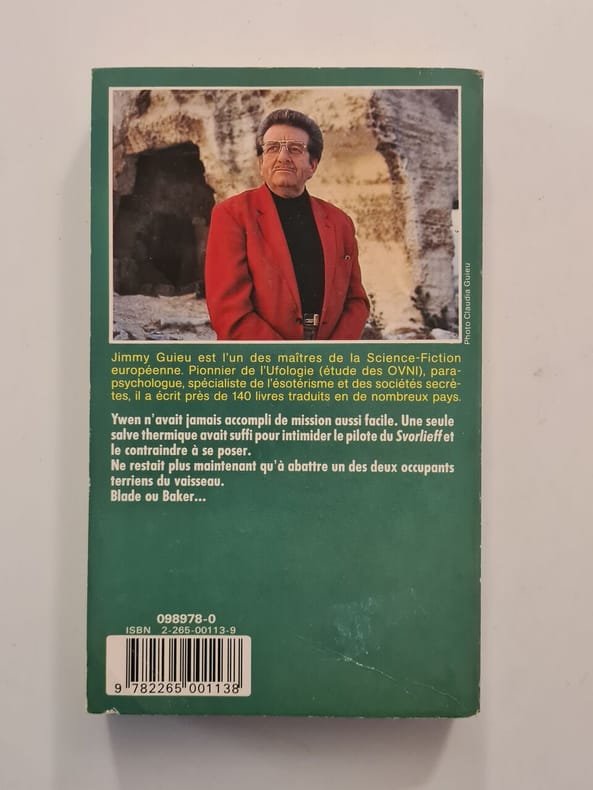 Photo Claudia Guieu
Jimmy Guieu est l'un des maîtres de la Science-Fiction
européenne. Pionnier de l'Ufologie (étude des OVNI), para-
psychologue, spécialiste de l'ésotérisme et des sociétés secrè-
tes, il a écrit près de 140 livres traduits en de nombreux pays.
Ywen n'avait jamais accompli de mission aussi facile. Une seule
salve thermique avait suffi pour intimider le pilote du Svorlieff et
le contraindre à se poser.
Ne restait plus maintenant qu'à abattre un des deux occupants
terriens du vaisseau.
Blade ou Baker...
098978-0
ISBN 2-265-00113-9
9 782265 001138